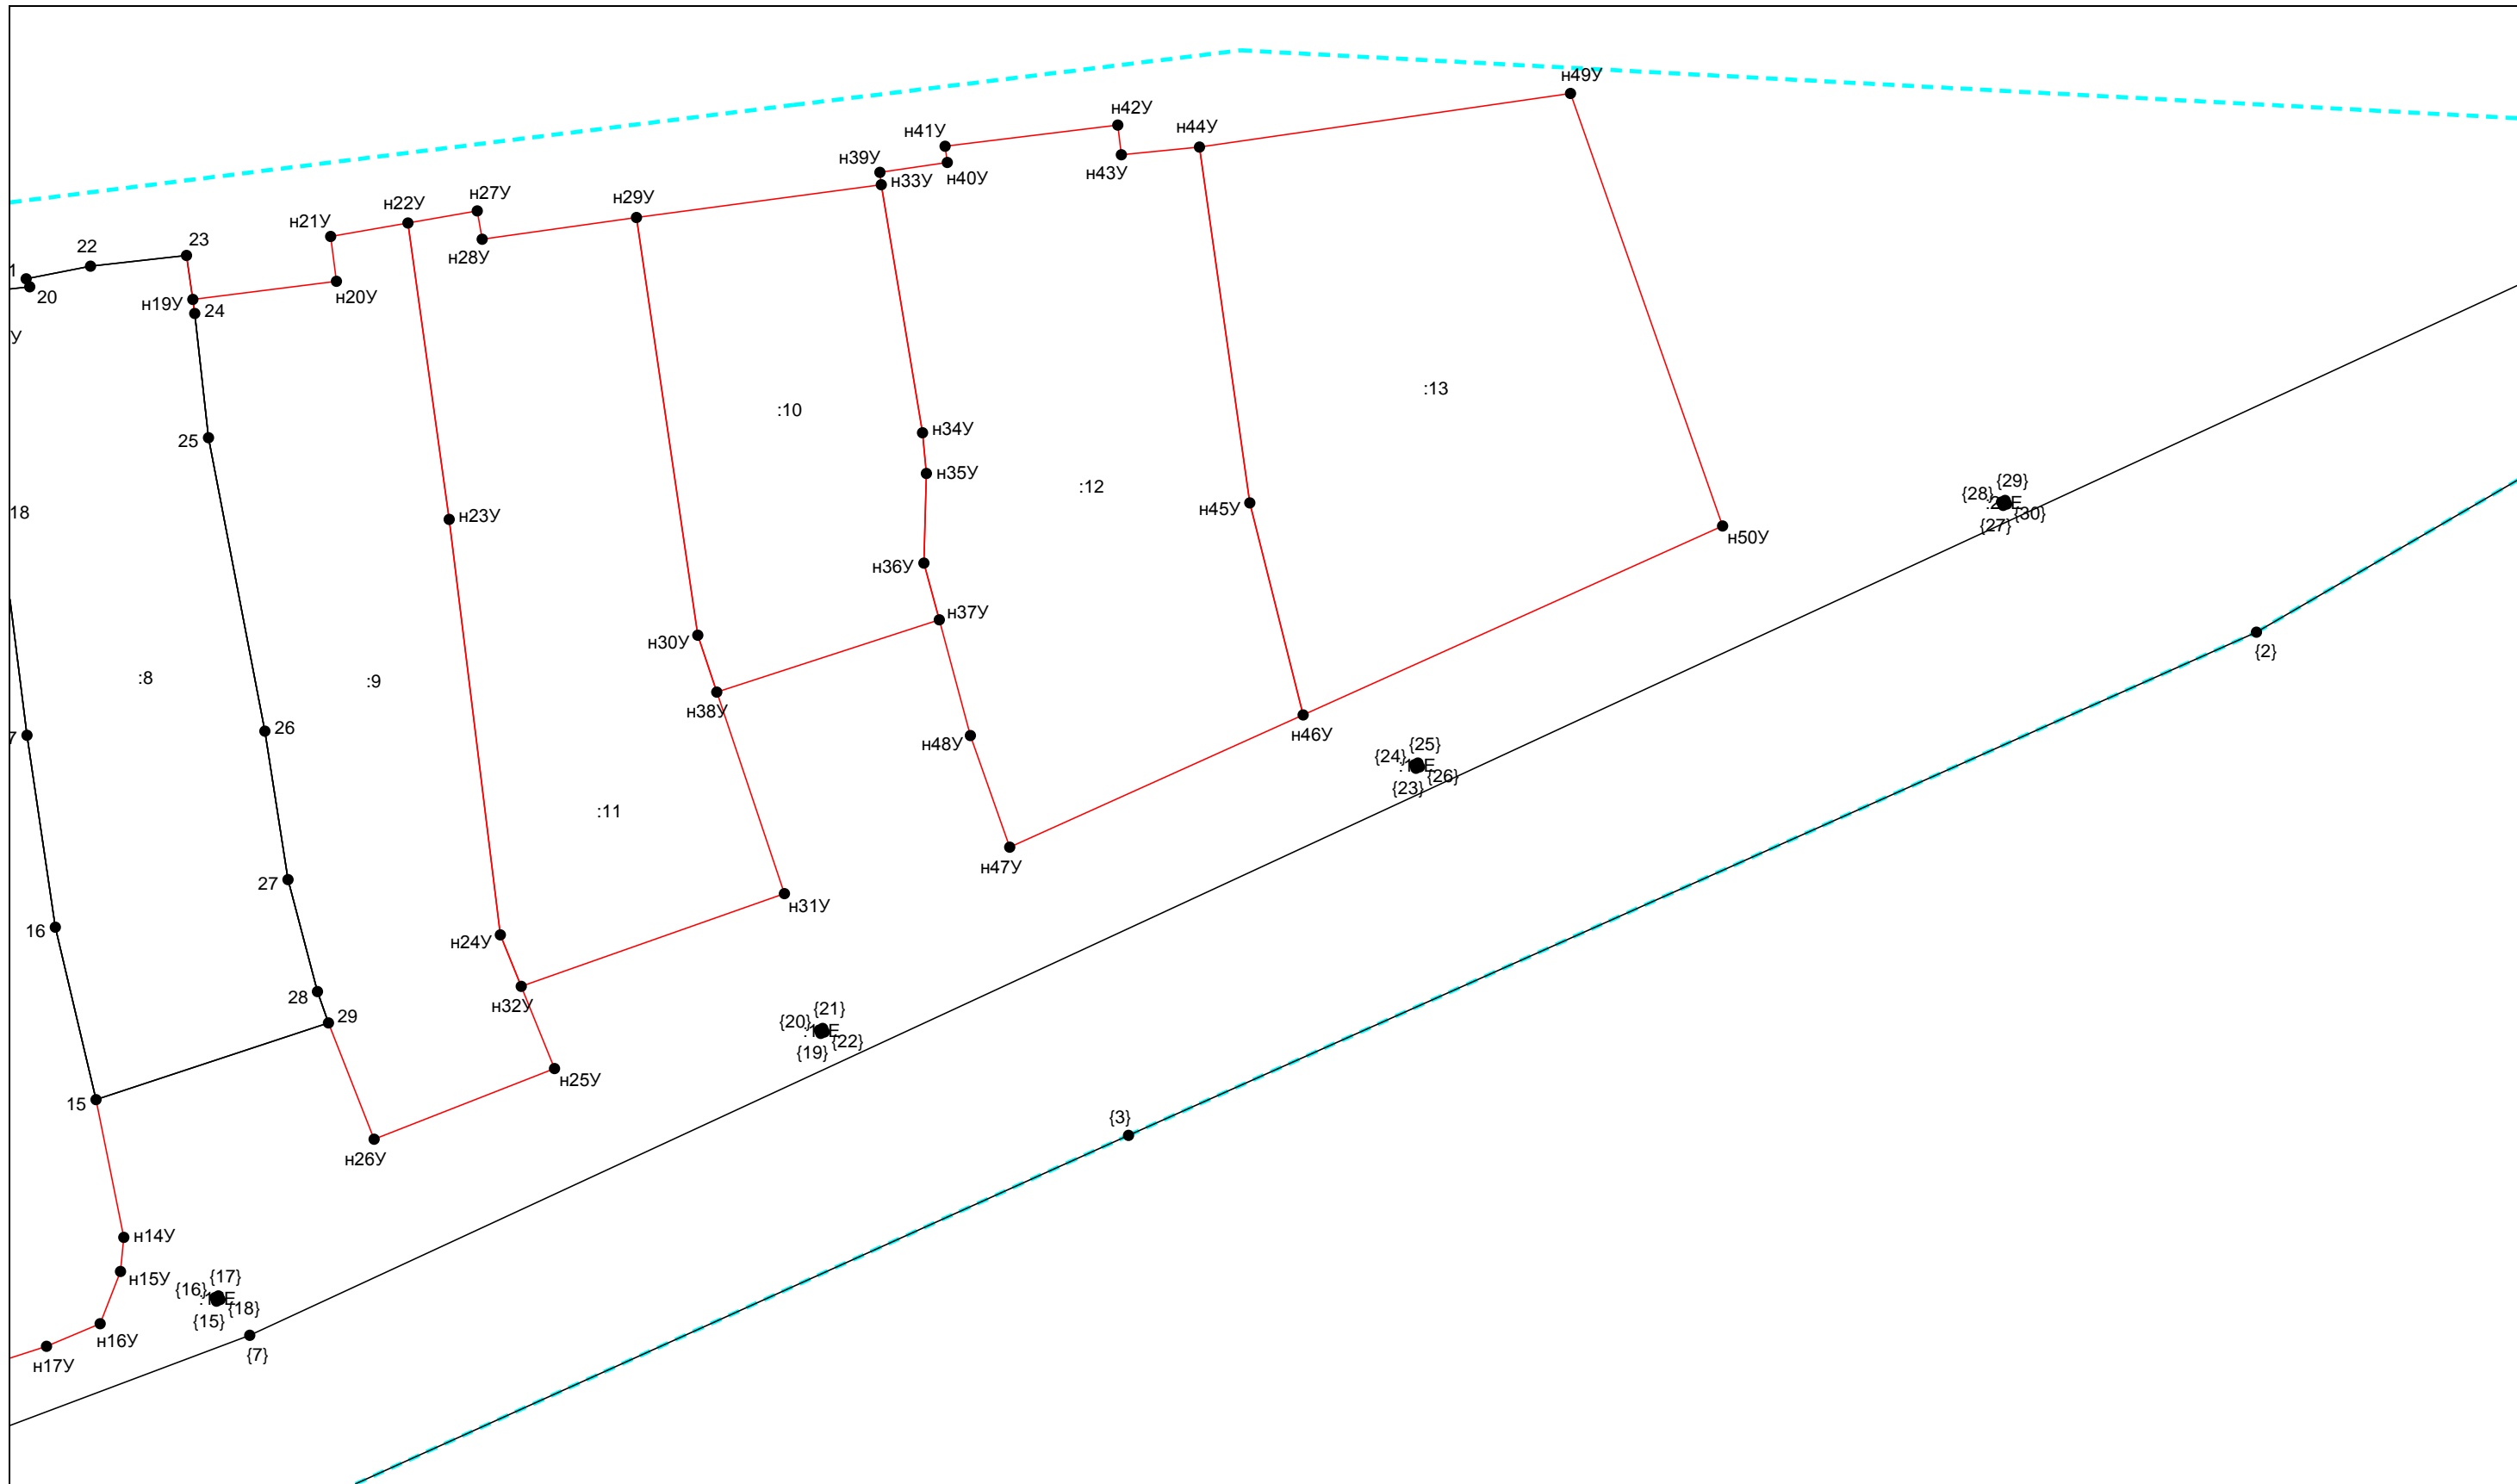 н49У
н42У
н44У
н41У
н43У
н39У
н40У
н33У
н27У
н29У
н22У
н21У
н28У
23
22
1
20
н20У
н19У
24
У
:13
:10
н34У
25
н35У
:12
н45У
18
н23У
н50У
{29}
{28}
{30}
{27}
н36У
н37У
н30У
{2}
:8
:9
н38У
26
7
н48У
н46У
{25}
{24}
{26}
{23}
:11
н47У
27
н31У
16
н24У
28
н32У
29
{21}
{20}
{22}
{19}
н25У
15
{3}
н26У
н14У
н15У
{17}
{16}
{18}
{15}
н16У
н17У
{7}